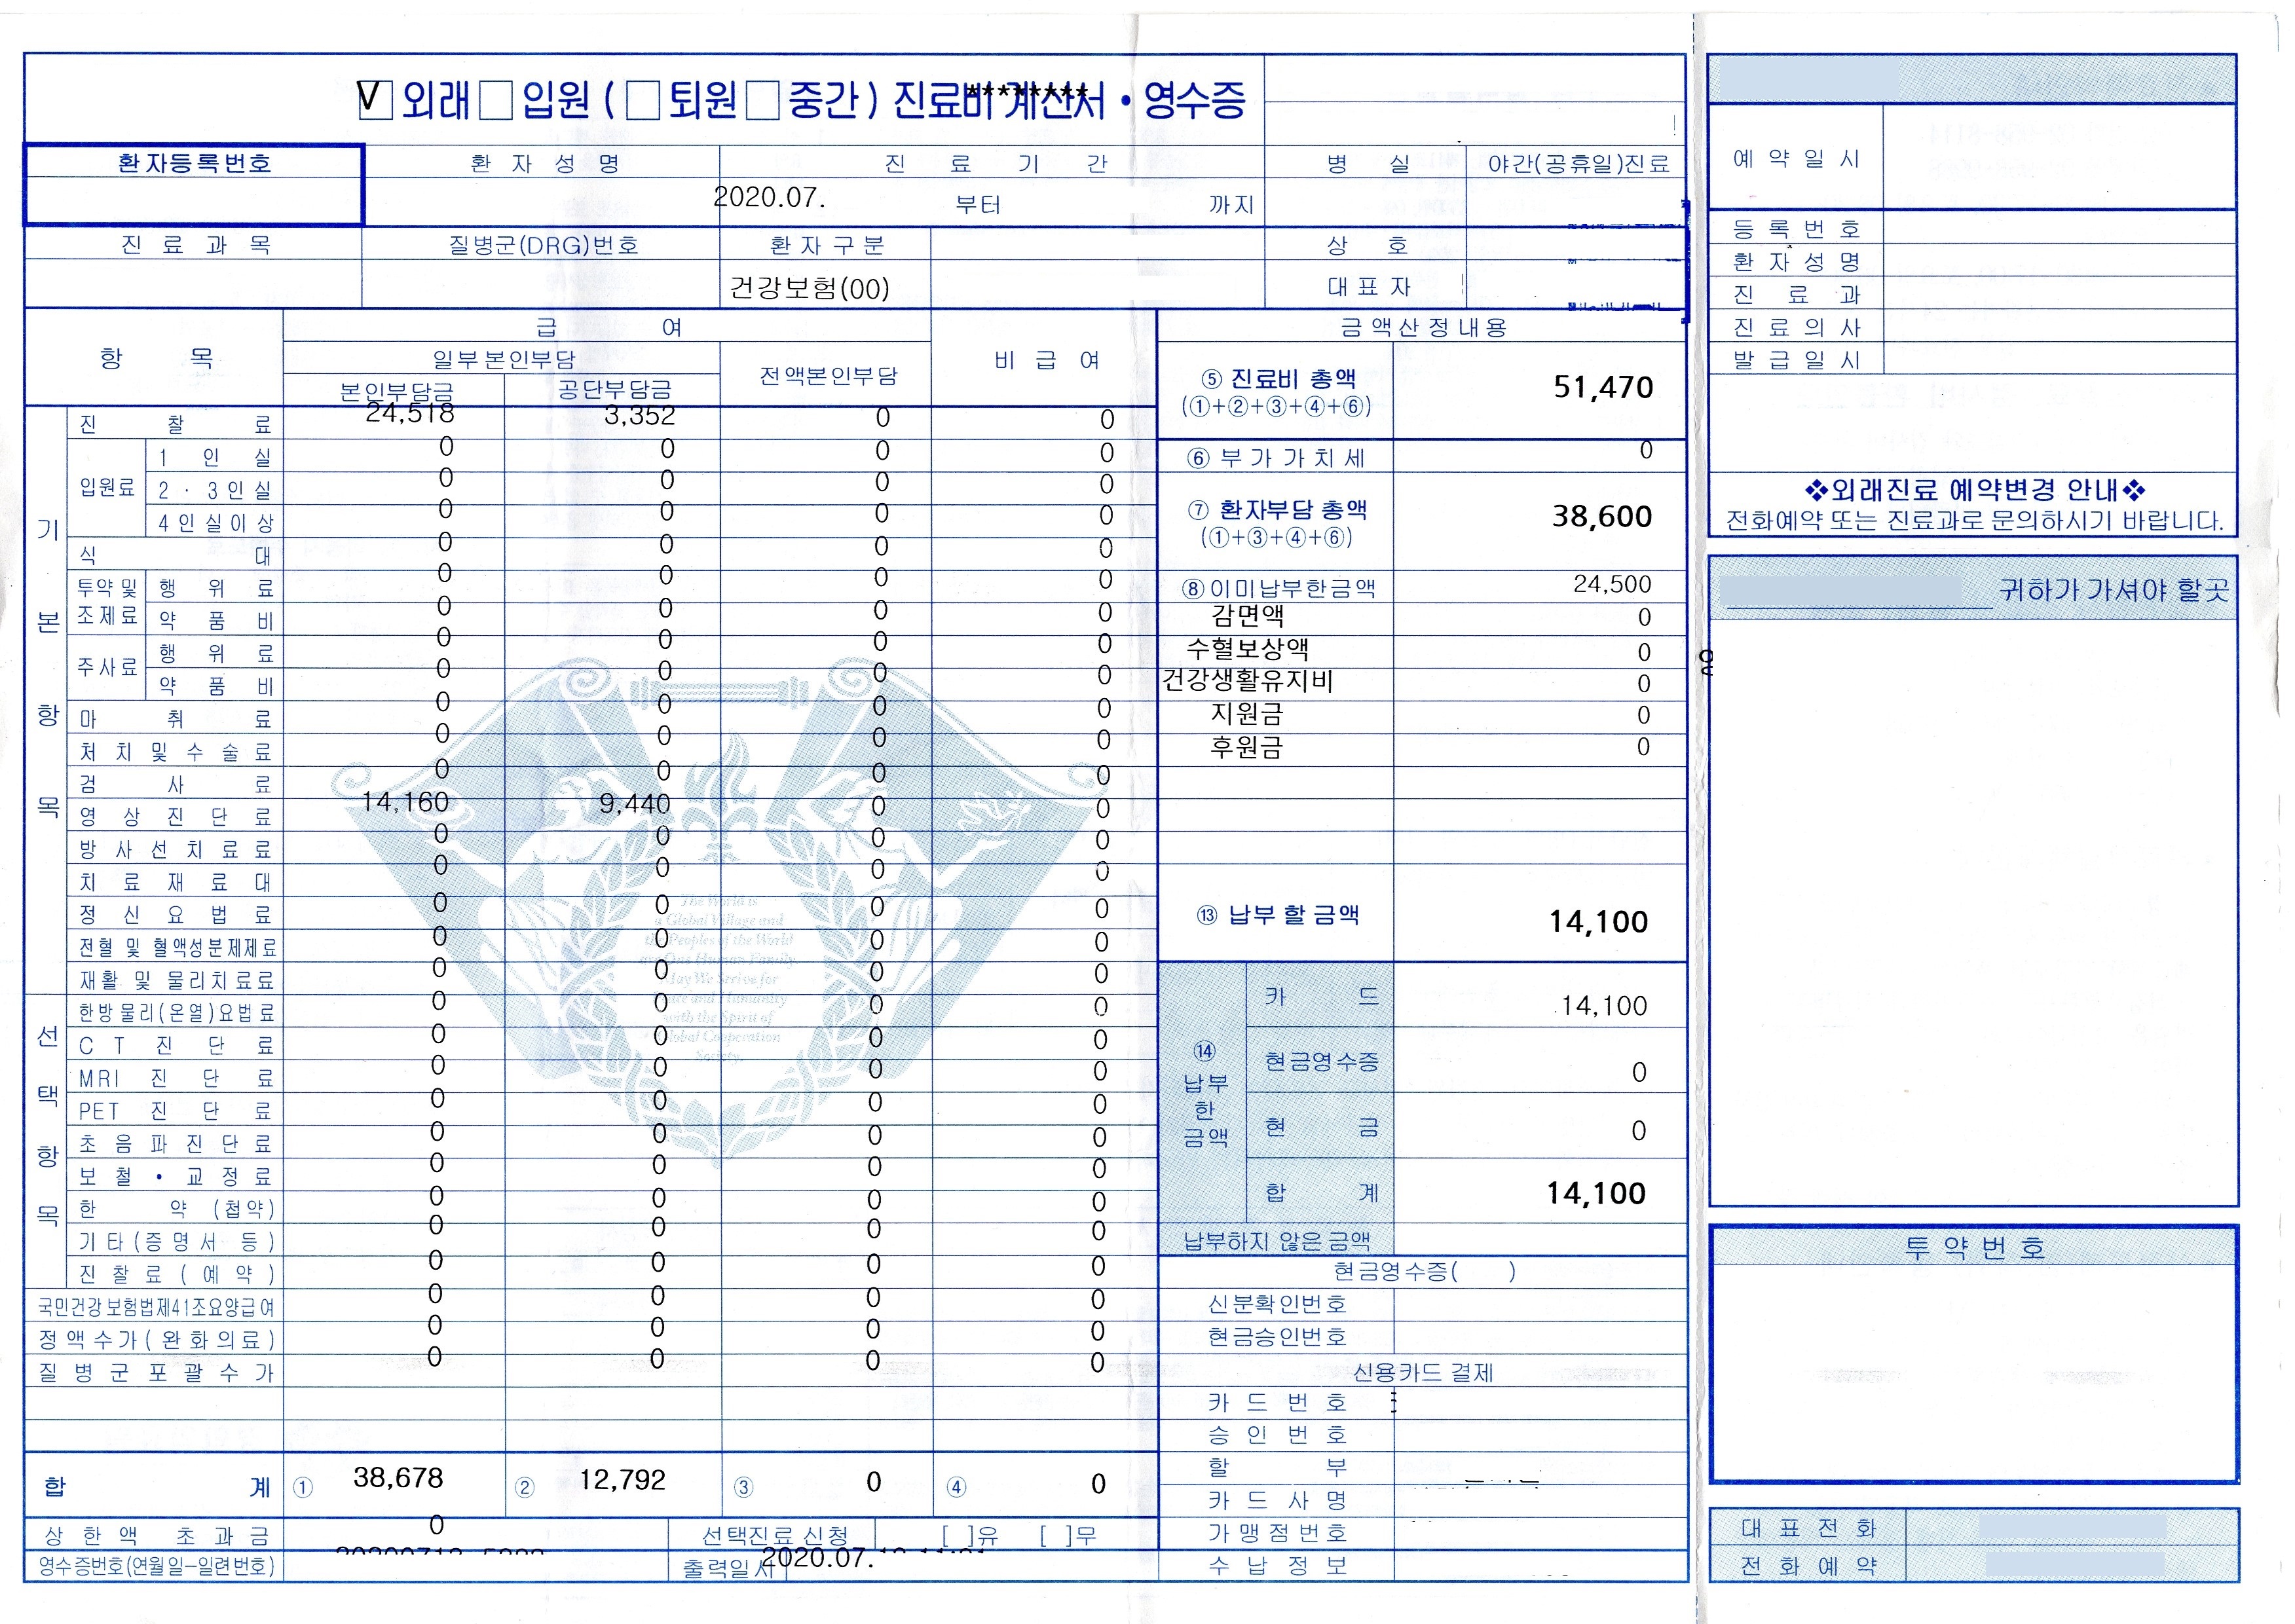 V 외래 입원 ( 퇴원 중간 ) 진료비 계산서 · 영수증
********
환자등록번호 환자성명 진료기간 병실 야간(공휴일)진료
2020.07. 부터 까지
진료과목 질병군(DRG)번호 환자구분 상호
건강보험(00) 대표자
항목 급여 비급여 금액산정내용
일부본인부담 전액본인부담
본인부담금 공단부담금
⑤ 진료비 총액 51,470
(①+②+③+④+⑥)
기본항목
진찰료 24,518 3,352 0 0
입원료 1인실 0 0 0 0 ⑥ 부가가치세 0
2·3인실 0 0 0 0
4인실이상 0 0 0 0 ⑦ 환자부담 총액 38,600
(①+③+④+⑥)
식대 0 0 0 0
투약 및 조제료 행위료 0 0 0 0 ⑧이미납부한금액 24,500
약품비 0 0 0 0 감면액 0
주사료 행위료 0 0 0 0 수혈보상액 0
약품비 0 0 0 0 건강생활유지비 0
마취료 0 0 0 0 지원금 0
처치 및 수술료 0 0 0 0 후원금 0
검사료 0 0 0 0
영상진단료 14,160 9,440 0 0
방사선치료료 0 0 0 0
치료재료대 0 0 0 0
정신요법료 0 0 0 0 ⑬ 납부 할 금액 14,100
전혈 및 혈액성분제제료 0 0 0 0
재활 및 물리치료료 0 0 0 0
선택항목
한방물리(온열)요법료 0 0 0 0 ⑭ 납부한 금액 카드 14,100
CT 진단료 0 0 0 0
MRI 진단료 0 0 0 0 현금영수증 0
PET 진단료 0 0 0 0
초음파진단료 0 0 0 0 현금 0
보철·교정료 0 0 0 0
한약(첩약) 0 0 0 0 합계 14,100
기타(증명서 등) 0 0 0 0 납부하지 않은 금액
진찰료(예약) 0 0 0 0 현금영수증( )
국민건강보험법제41조요양급여 0 0 0 0 신분확인번호
정액수가(완화의료) 0 0 0 0 현금승인번호
질병군포괄수가 0 0 0 0 신용카드 결제
카드번호
승인번호
합계 ① 38,678 ② 12,792 ③ 0 ④ 0 할부
카드사명
상한액 초과금 0 선택진료신청 [ ]유 [ ]무 가맹점번호
영수증번호(연월일-일련번호) 출력일시 2020.07. 수납정보
The World is
a Global Village and
the Peoples of the World
are One Human Family
May We Strive for
Peace and Humanity
with the Spirit of
Global Cooperation
Society.
예약일시
등록번호
환자성명
진료과
진료의사
발급일시
❖외래진료 예약변경 안내❖
전화예약 또는 진료과로 문의하시기 바랍니다.
귀하가 가셔야 할곳
투약번호
대표전화
전화예약